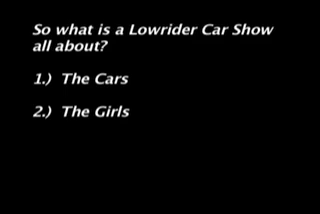 So what is a Lowrider Car Show
all about?
1.) The Cars
2.) The Girls